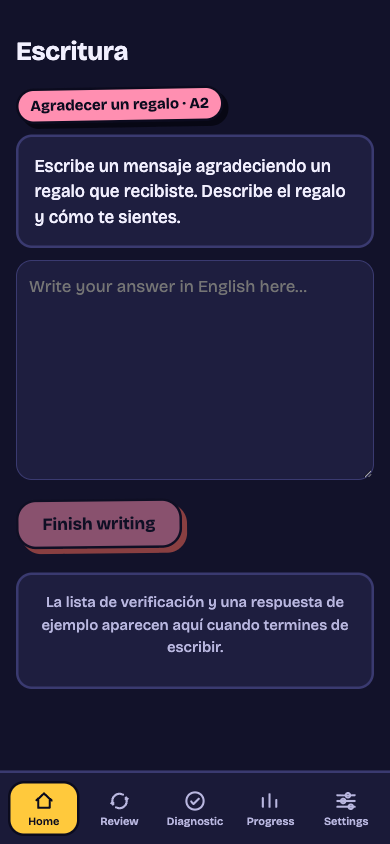 Escritura
Agradecer un regalo · A2
Escribe un mensaje agradeciendo un
regalo que recibiste. Describe el regalo
y cómo te sientes.
Write your answer in English here...
Finish writing
La lista de verificación y una respuesta de
ejemplo aparecen aquí cuando termines de
escribir.
Home
Review
Diagnostic
Progress
Settings